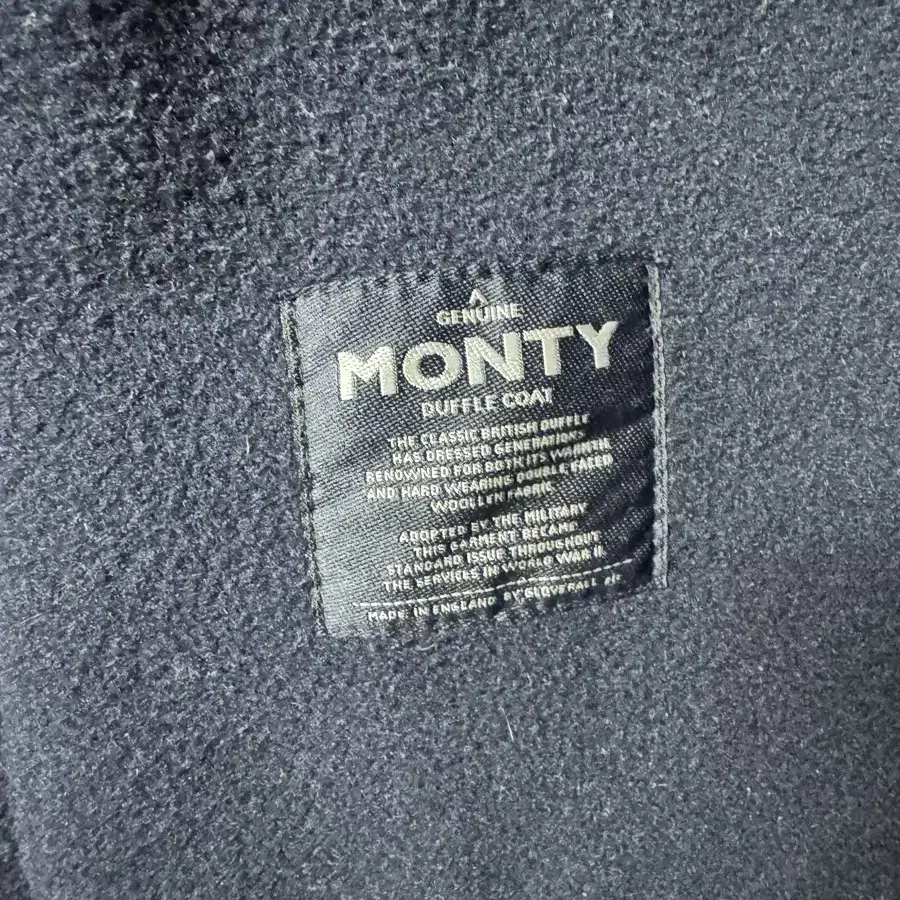 A
GENUINE
MONTY
DUFFLE COAT
THE CLASSIC BRITISH DUFFLE
HAS DRESSED GENERATIONS
RENOWNED FOR BOTH ITS WARMTH
AND HARD WEARING DOUBLE FACED
WOOLLEN FABRIC
ADOPTED BY THE MILITARY
THIS GARMENT BECAME
STANDARD ISSUE THROUGHOUT
THE SERVICES IN WORLD WAR II.
MADE IN ENGLAND BY GLOVERALL